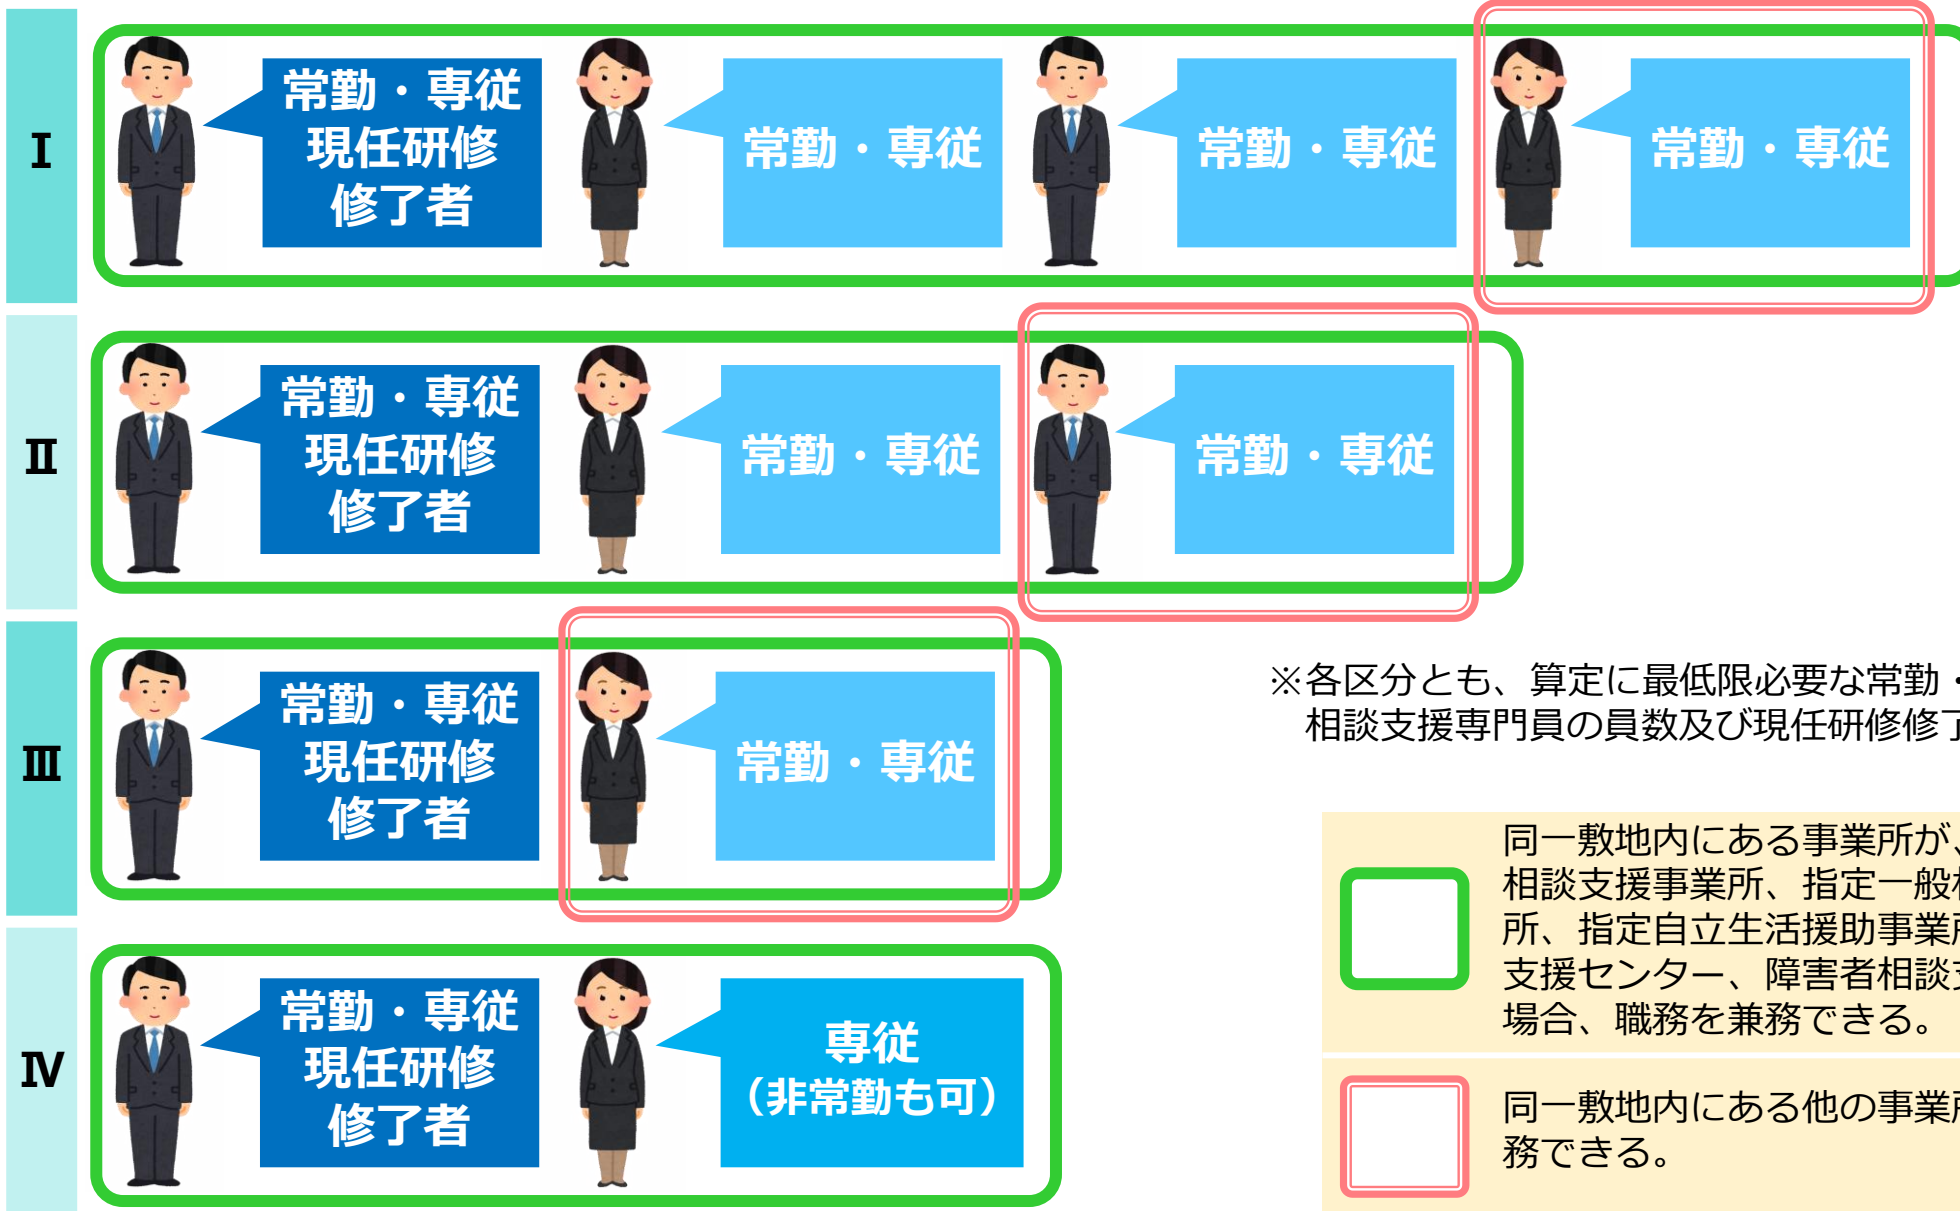 Ⅰ
常勤・専従
現任研修
修了者
常勤・専従
常勤・専従
常勤・専従
Ⅱ
常勤・専従
現任研修
修了者
常勤・専従
常勤・専従
Ⅲ
常勤・専従
現任研修
修了者
常勤・専従
※各区分とも、算定に最低限必要な常勤・
相談支援専門員の員数及び現任研修修了
Ⅳ
常勤・専従
現任研修
修了者
専従
（非常勤も可）
同一敷地内にある事業所が、
相談支援事業所、指定一般
所、指定自立生活援助事業所
支援センター、障害者相談支
場合、職務を兼務できる。
同一敷地内にある他の事業所
務できる。